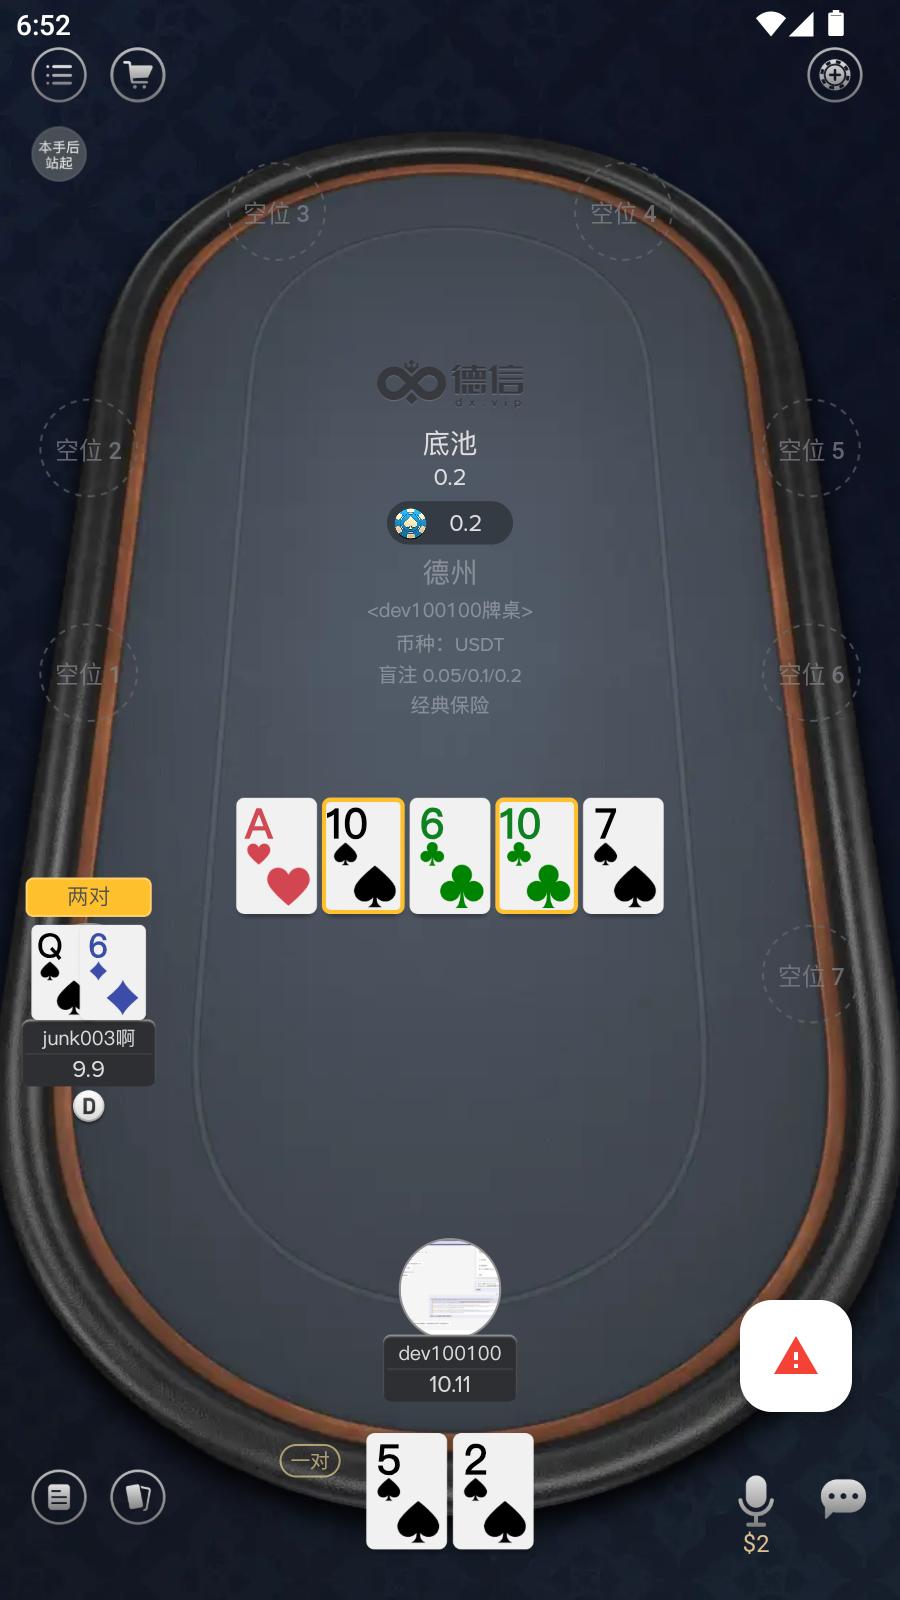 6:52
本手后
站起
空位 3
空位 4
德信
dx.vip
空位 2
底池
空位 5
0.2
0.2
德州
<dev100100牌桌>
币种：USDT
空位 1
盲注 0.05/0.1/0.2
空位 6
经典保险
A
10
6
10
7
两对
Q
6
空位 7
junk003啊
9.9
D
dev100100
10.11
一对
5
2
$2